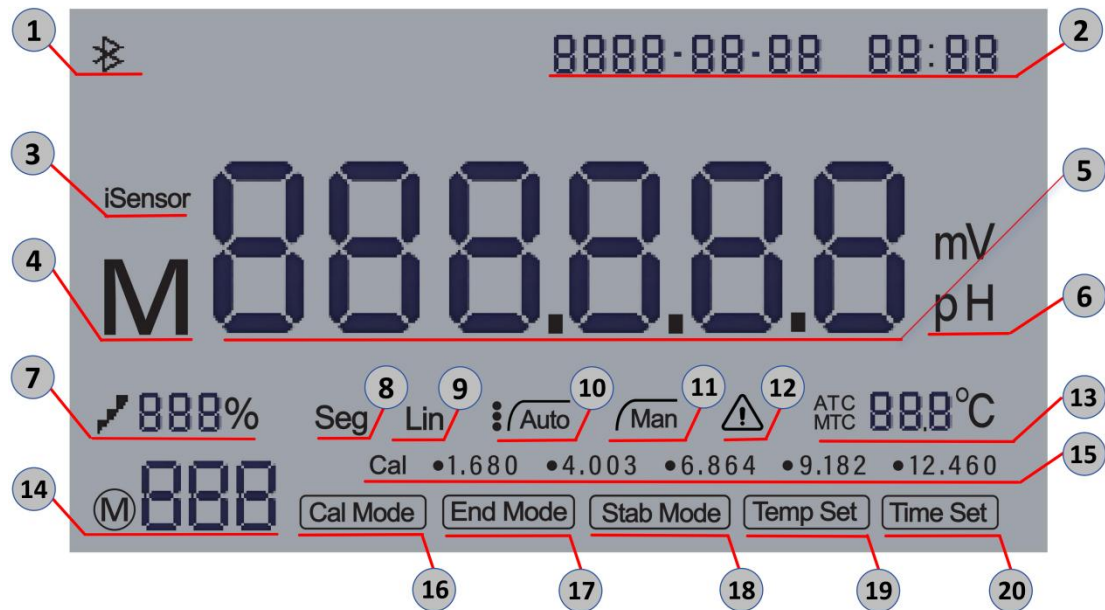 1
2
8888-88-88 88:88
3
iSensor
5
888.8.8.8
mV
4
M
pH
6
7
888%
8
Seg
9
Lin
10
Auto
11
Man
12
ATC
MTC
88.8°C
13
Cal •1.680 •4.003 •6.864 •9.182 •12.460
15
14
M 888
Cal Mode
End Mode
Stab Mode
Temp Set
Time Set
16
17
18
19
20